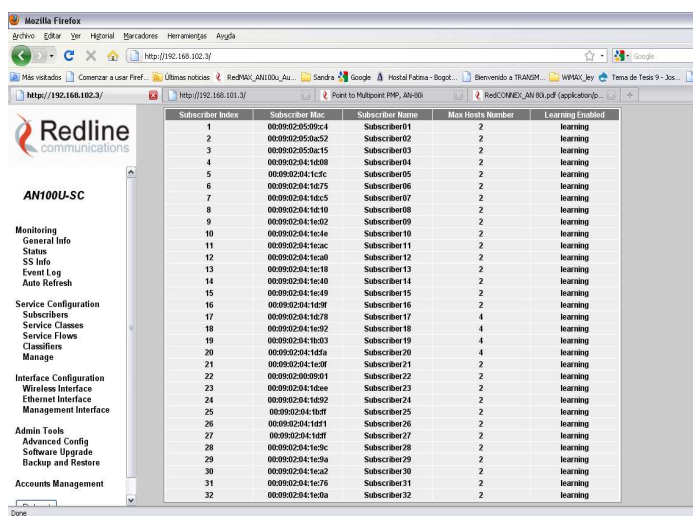 Mozilla Firefox
Archivo Editar Ver Historial Marcadores Herramientas Ayuda
http://192.168.102.3/
Google
Más visitados Comenzar a usar Firef... Últimas noticias RedMAX_AN100u_Au... Sandra Google Hostal Fatima - Bogot... Bienvenido a TRANSM... WiMAX_ley Tema de Tesis 9 - Jos...
http://192.168.102.3/ http://192.168.101.3/ Point to Multipoint PMP, AN-80i RedCONNEX_AN 80i.pdf (application/p...
Redline
communications
AN100U-SC
Monitoring
General Info
Status
SS Info
Event Log
Auto Refresh
Service Configuration
Subscribers
Service Classes
Service Flows
Classifiers
Manage
Interface Configuration
Wireless Interface
Ethernet Interface
Management Interface
Admin Tools
Advanced Config
Software Upgrade
Backup and Restore
Accounts Management
Subscriber Index Subscriber Mac Subscriber Name Max Hosts Number Learning Enabled
1 00:09:02:05:09:c4 Subscriber01 2 learning
2 00:09:02:05:0a:52 Subscriber02 2 learning
3 00:09:02:05:0a:15 Subscriber03 2 learning
4 00:09:02:04:1d:08 Subscriber04 2 learning
5 00:09:02:04:1c:fc Subscriber05 2 learning
6 00:09:02:04:1d:75 Subscriber06 2 learning
7 00:09:02:04:1d:c5 Subscriber07 2 learning
8 00:09:02:04:1d:10 Subscriber08 2 learning
9 00:09:02:04:1e:02 Subscriber09 2 learning
10 00:09:02:04:1e:4e Subscriber10 2 learning
11 00:09:02:04:1e:ac Subscriber11 2 learning
12 00:09:02:04:1e:a0 Subscriber12 2 learning
13 00:09:02:04:1e:18 Subscriber13 2 learning
14 00:09:02:04:1e:40 Subscriber14 2 learning
15 00:09:02:04:1e:49 Subscriber15 2 learning
16 00:09:02:04:1d:9f Subscriber16 2 learning
17 00:09:02:04:1d:78 Subscriber17 4 learning
18 00:09:02:04:1e:92 Subscriber18 4 learning
19 00:09:02:04:1b:03 Subscriber19 4 learning
20 00:09:02:04:1d:fa Subscriber20 4 learning
21 00:09:02:04:1e:0f Subscriber21 2 learning
22 00:09:02:00:09:01 Subscriber22 2 learning
23 00:09:02:04:1d:ee Subscriber23 2 learning
24 00:09:02:04:1d:92 Subscriber24 2 learning
25 00:09:02:04:1b:ff Subscriber25 2 learning
26 00:09:02:04:1d:f1 Subscriber26 2 learning
27 00:09:02:04:1d:ff Subscriber27 2 learning
28 00:09:02:04:1e:9c Subscriber28 2 learning
29 00:09:02:04:1e:9a Subscriber29 2 learning
30 00:09:02:04:1e:a2 Subscriber30 2 learning
31 00:09:02:04:1e:76 Subscriber31 2 learning
32 00:09:02:04:1e:0a Subscriber32 2 learning
Done